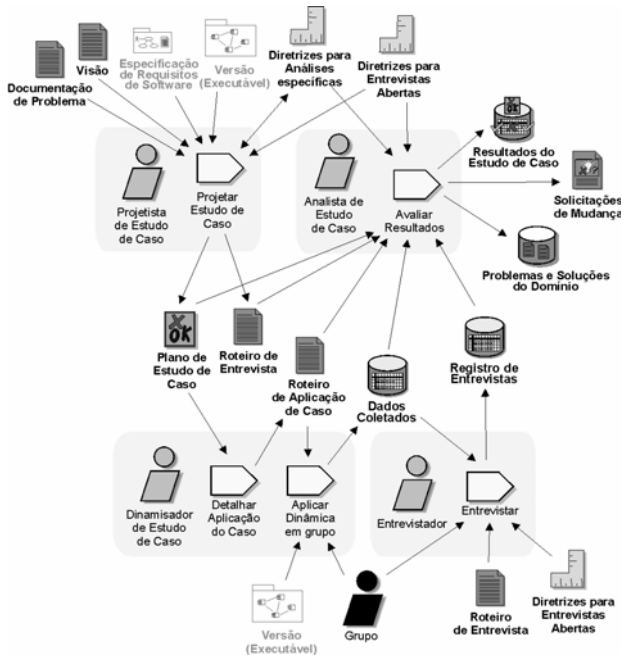 Documentação
de Problema
Visão
Especificação
de Requisitos
de Software
Versão
(Executável)
Diretrizes para
Análises
específicas
Diretrizes para
Entrevistas
Abertas
Resultados do
Estudo de Caso
Solicitações
de Mudança
Problemas e Soluções
do Domínio
Projetista de
Estudo
de Caso
Projetar
Estudo de
Caso
Analista de
Estudo de
Caso
Avaliar
Resultados
OK
OK
Plano de
Estudo de
Caso
Roteiro de
Entrevista
Roteiro
de Aplicação
de Caso
Dados
Coletados
Registro de
Entrevistas
Dinamisador
de Estudo
de Caso
Detalhar
Aplicação
do Caso
Aplicar
Dinâmica
em grupo
Entrevistador
Entrevistar
Versão
(Executável)
Grupo
Roteiro
de Entrevista
Diretrizes para
Entrevistas
Abertas